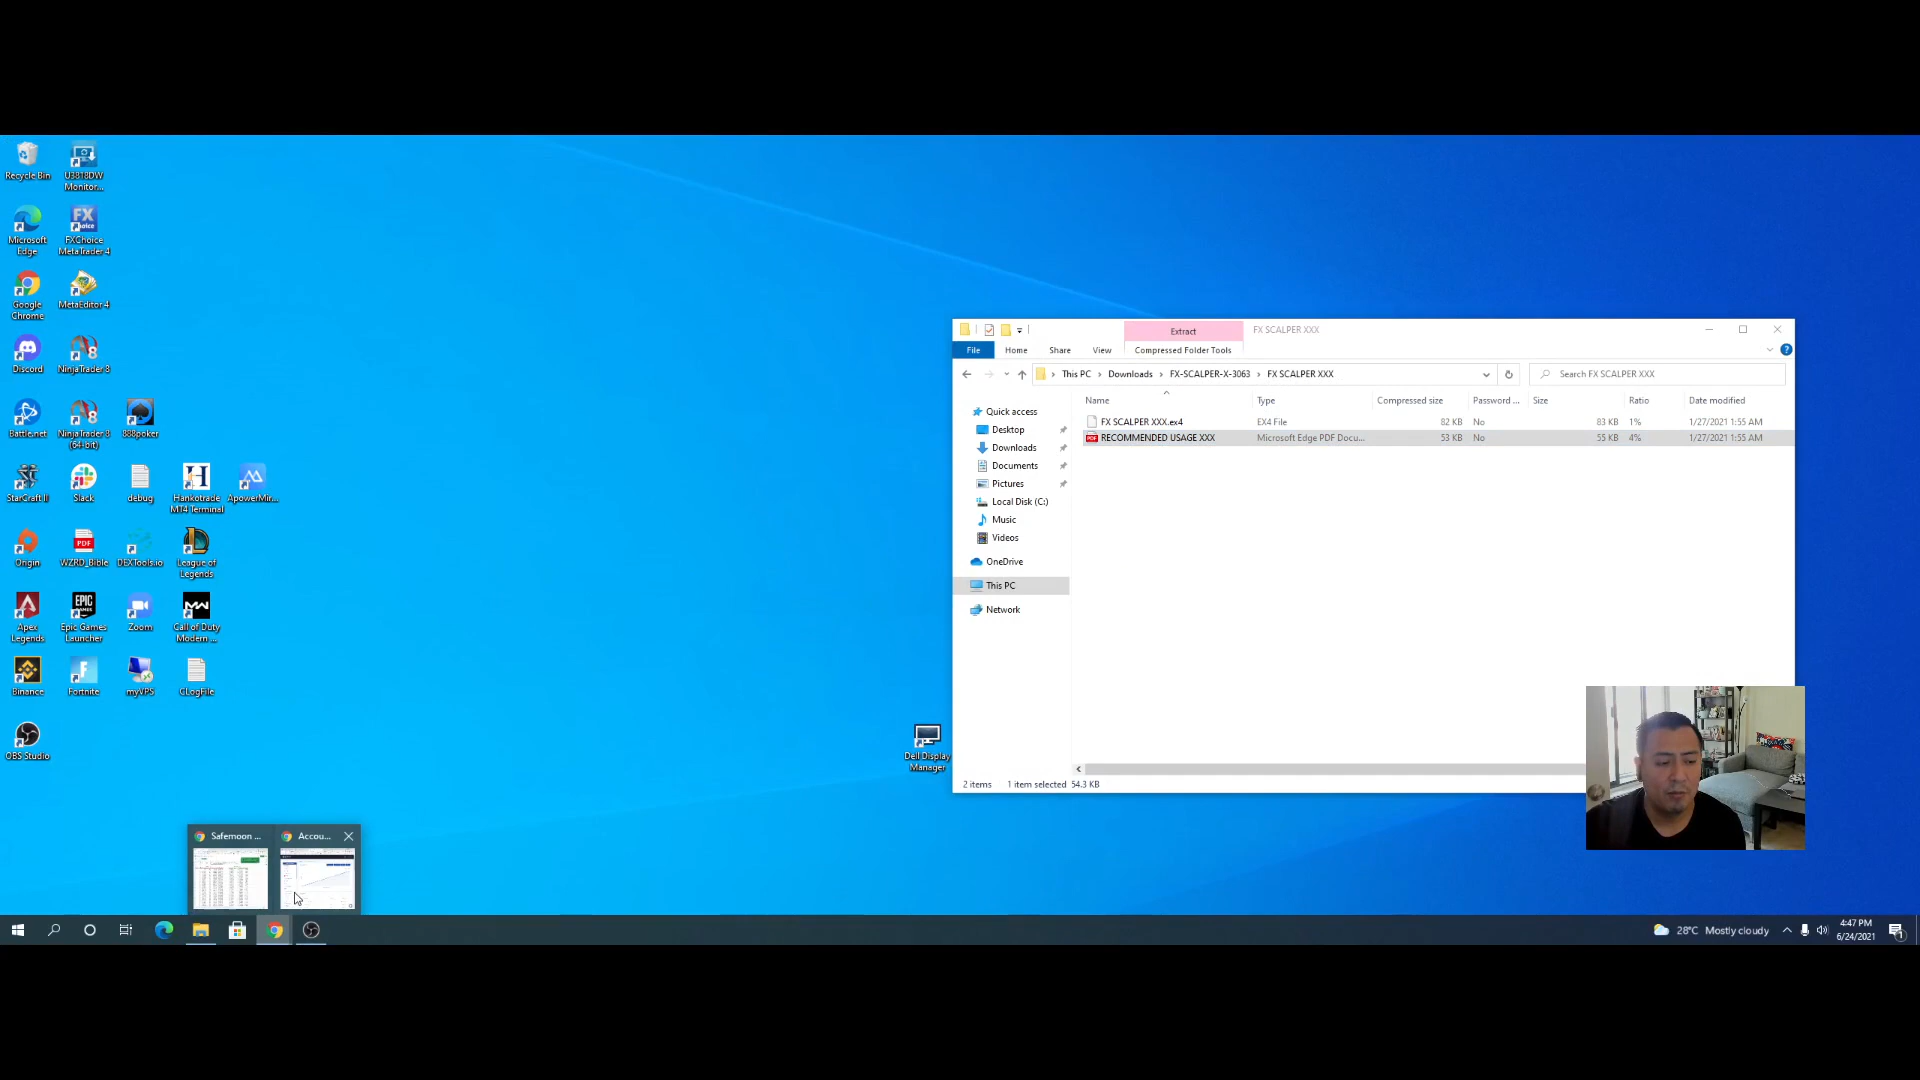 Recycle Bin
U3818DW
Monitor...
Microsoft
Edge
FX
FXChoice
MetaTrader 4
Google
Chrome
MetaEditor 4
Discord
NinjaTrader 8
Battle.net
NinjaTrader 8
(64-bit)
888poker
StarCraft II
Slack
debug
Hankotrade
MT4 Terminal
ApowerMir...
Origin
PDF
WZRD_Bible
DEXTools.io
League of
Legends
Apex
Legends
EPIC
GAMES
Epic Games
Launcher
Zoom
Call of Duty
Modern ...
Binance
Fortnite
myVPS
CLogFile
OBS Studio
Dell Display
Manager
Extract
FX SCALPER XXX
File
Home
Share
View
Compressed Folder Tools
This PC > Downloads > FX-SCALPER-X-3063 > FX SCALPER XXX
Search FX SCALPER XXX
Name
Type
Compressed size
Password ...
Size
Ratio
Date modified
FX SCALPER XXX.ex4
EX4 File
82 KB
No
83 KB
1%
1/27/2021 1:55 AM
RECOMMENDED USAGE XXX
Microsoft Edge PDF Docu...
53 KB
No
55 KB
4%
1/27/2021 1:55 AM
Quick access
Desktop
Downloads
Documents
Pictures
Local Disk (C:)
Music
Videos
OneDrive
This PC
Network
2 items
1 item selected 54.3 KB
Safemoon ...
Accou...
28°C Mostly cloudy
4:47 PM
6/24/2021